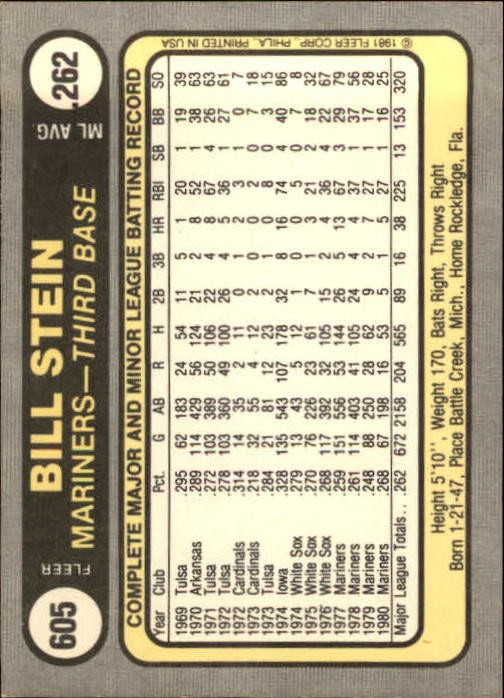 605
FLEER
BILL STEIN
MARINERS—THIRD BASE
ML AVG.
.262
COMPLETE MAJOR AND MINOR LEAGUE BATTING RECORD
Year Club Pct. G AB R H 2B 3B HR RBI SB BB SO
1969 Tulsa .295 62 183 24 54 11 5 1 20 1 19 39
1970 Arkansas .289 114 429 56 124 21 2 8 52 4 38 63
1971 Tulsa .272 103 389 50 106 22 4 8 67 4 26 63
1972 Tulsa .278 103 360 49 100 26 4 5 36 1 27 61
1972 Cardinals .314 14 35 2 11 0 1 2 3 0 0 7
1973 Cardinals .218 32 55 4 12 2 0 0 2 0 7 18
1973 Tulsa .284 21 81 12 23 2 1 0 14 0 3 15
1974 Iowa .328 135 543 107 178 32 8 16 74 4 40 86
1974 White Sox .279 13 43 5 12 1 0 0 5 0 7 8
1975 White Sox .270 76 226 23 61 7 1 3 21 2 18 32
1976 White Sox .268 117 392 32 105 15 2 4 36 4 22 67
1977 Mariners .259 151 556 53 144 26 5 13 67 3 29 79
1978 Mariners .261 114 403 41 105 24 4 4 37 1 37 56
1979 Mariners .248 88 250 28 62 9 2 7 27 1 17 28
1980 Mariners .268 67 198 16 53 5 1 5 27 1 16 25
Major League Totals... .262 672 2158 204 565 89 16 38 225 13 153 320
Height 5'10'', Weight 170, Bats Right, Throws Right
Born 1-21-47, Place Battle Creek, Mich., Home Rockledge, Fla.
© 1981 FLEER CORP., PHILA., PRINTED IN USA